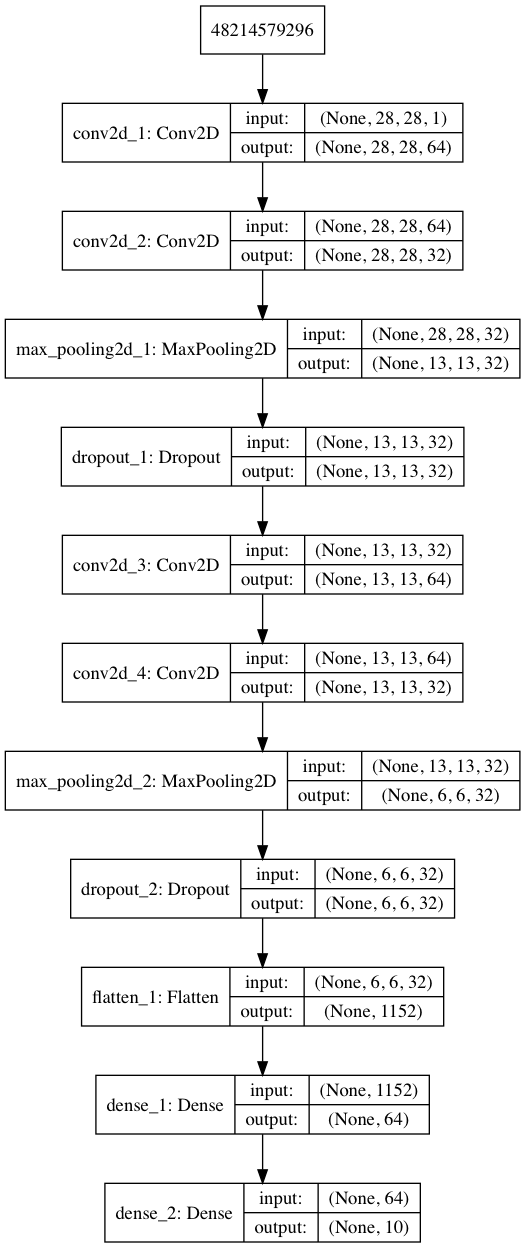 48214579296
conv2d_1: Conv2D
input: (None, 28, 28, 1)
output: (None, 28, 28, 64)
conv2d_2: Conv2D
input: (None, 28, 28, 64)
output: (None, 28, 28, 32)
max_pooling2d_1: MaxPooling2D
input: (None, 28, 28, 32)
output: (None, 13, 13, 32)
dropout_1: Dropout
input: (None, 13, 13, 32)
output: (None, 13, 13, 32)
conv2d_3: Conv2D
input: (None, 13, 13, 32)
output: (None, 13, 13, 64)
conv2d_4: Conv2D
input: (None, 13, 13, 64)
output: (None, 13, 13, 32)
max_pooling2d_2: MaxPooling2D
input: (None, 13, 13, 32)
output: (None, 6, 6, 32)
dropout_2: Dropout
input: (None, 6, 6, 32)
output: (None, 6, 6, 32)
flatten_1: Flatten
input: (None, 6, 6, 32)
output: (None, 1152)
dense_1: Dense
input: (None, 1152)
output: (None, 64)
dense_2: Dense
input: (None, 64)
output: (None, 10)